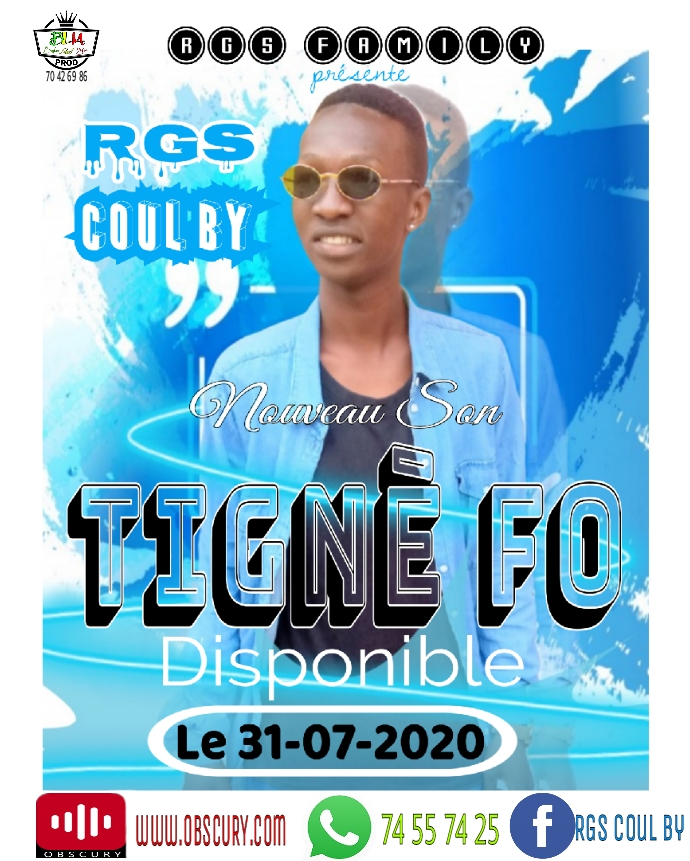 PROD
70 42 69 86
RGS FAMILY
présente
RGS
COUL BY
Nouveau Son
TIGNÈ FO
Disponible
Le 31-07-2020
OBSCURY
WWW.OBSCURY.COM
74 55 74 25
f
RGS COUL BY